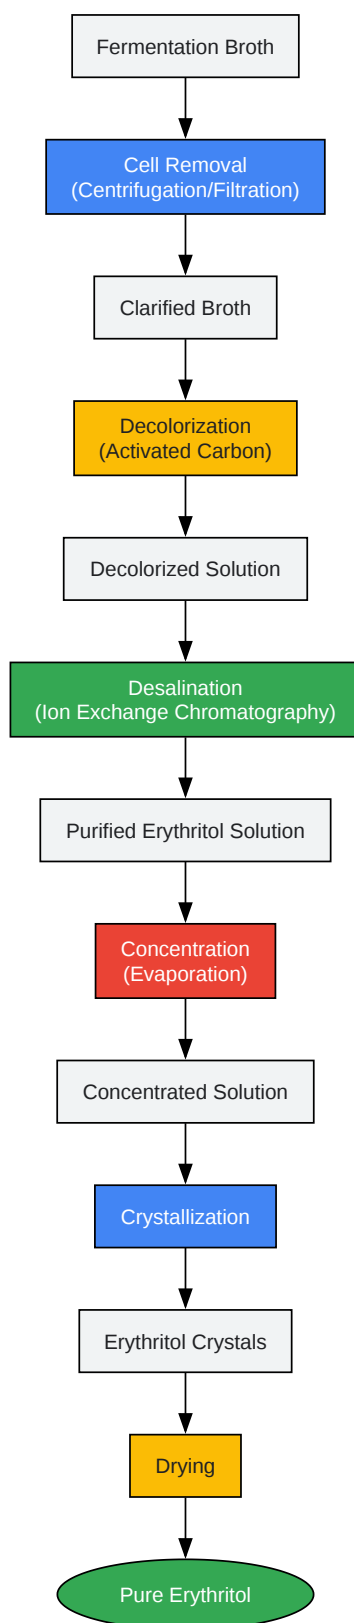 Fermentation Broth
Cell Removal
(Centrifugation/Filtration)
Clarified Broth
Decolorization
(Activated Carbon)
Decolorized Solution
Desalination
(Ion Exchange Chromatography)
Purified Erythritol Solution
Concentration
(Evaporation)
Concentrated Solution
Crystallization
Erythritol Crystals
Drying
Pure Erythritol